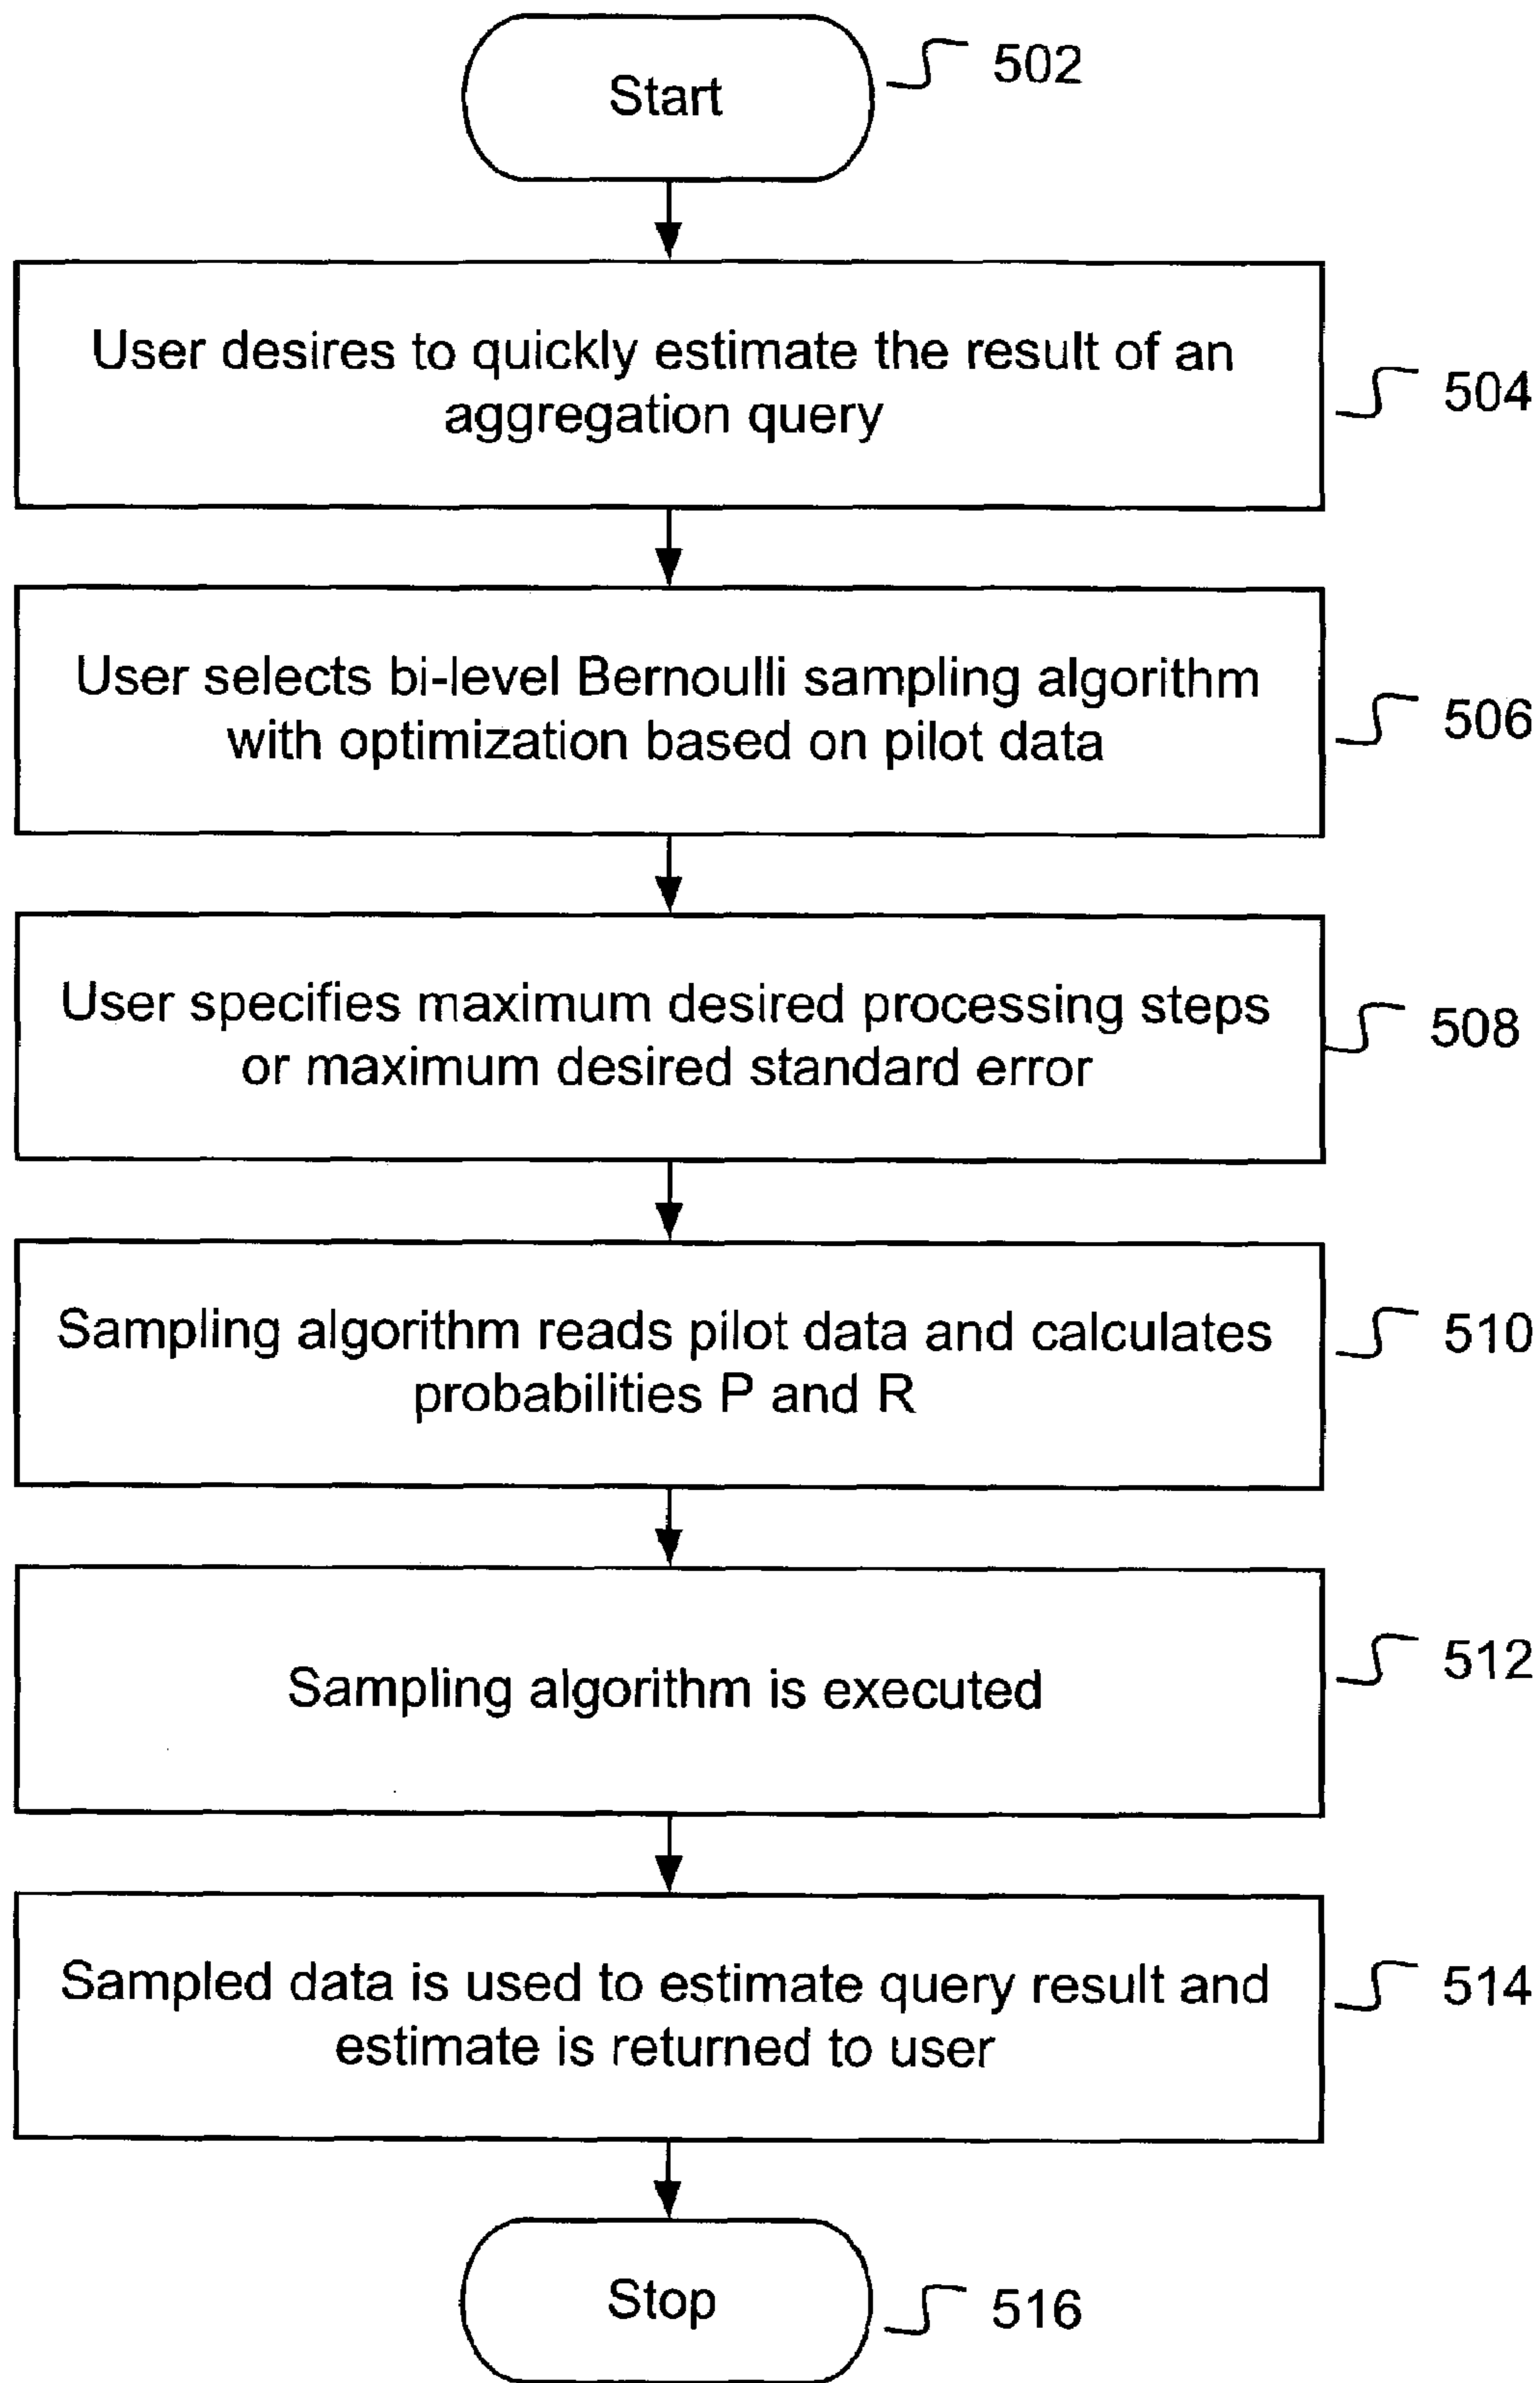 Start
502
User desires to quickly estimate the result of an
aggregation query
504
User selects bi-level Bernoulli sampling algorithm
with optimization based on pilot data
506
User specifies maximum desired processing steps
or maximum desired standard error
508
Sampling algorithm reads pilot data and calculates
probabilities P and R
510
Sampling algorithm is executed
512
Sampled data is used to estimate query result and
estimate is returned to user
514
Stop
516